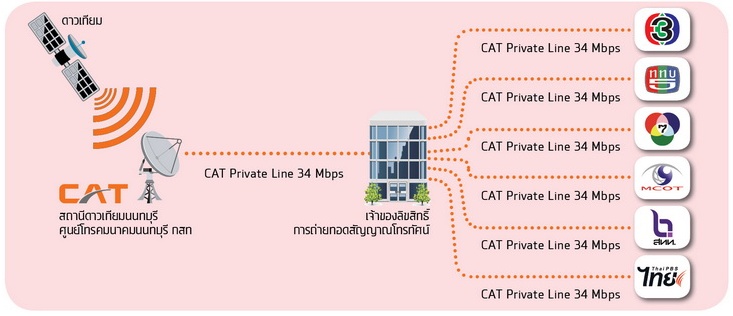 ดาวเทียม
CAT
สถานีดาวเทียมนนทบุรี
ศูนย์โทรคมนาคมนนทบุรี กสท
CAT Private Line 34 Mbps
เจ้าของลิขสิทธิ์
การถ่ายทอดสัญญาณโทรทัศน์
CAT Private Line 34 Mbps
3
CAT Private Line 34 Mbps
ททบ
5
CAT Private Line 34 Mbps
7
CAT Private Line 34 Mbps
MCOT
CAT Private Line 34 Mbps
สทท.
CAT Private Line 34 Mbps
ThaiPBS
ไทย